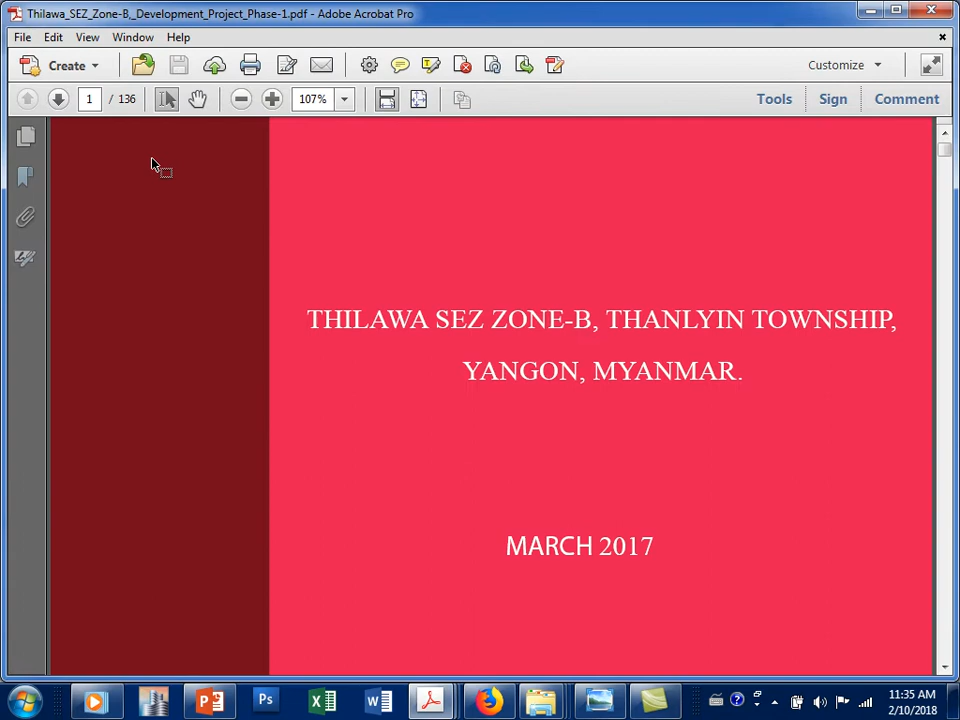 Thilawa_SEZ_Zone-B,_Development_Project_Phase-1.pdf - Adobe Acrobat Pro
File Edit View Window Help
Create Customize
1 / 136 107% Tools Sign Comment
THILAWA SEZ ZONE-B, THANLYIN TOWNSHIP,
YANGON, MYANMAR.
MARCH 2017
11:35 AM
2/10/2018